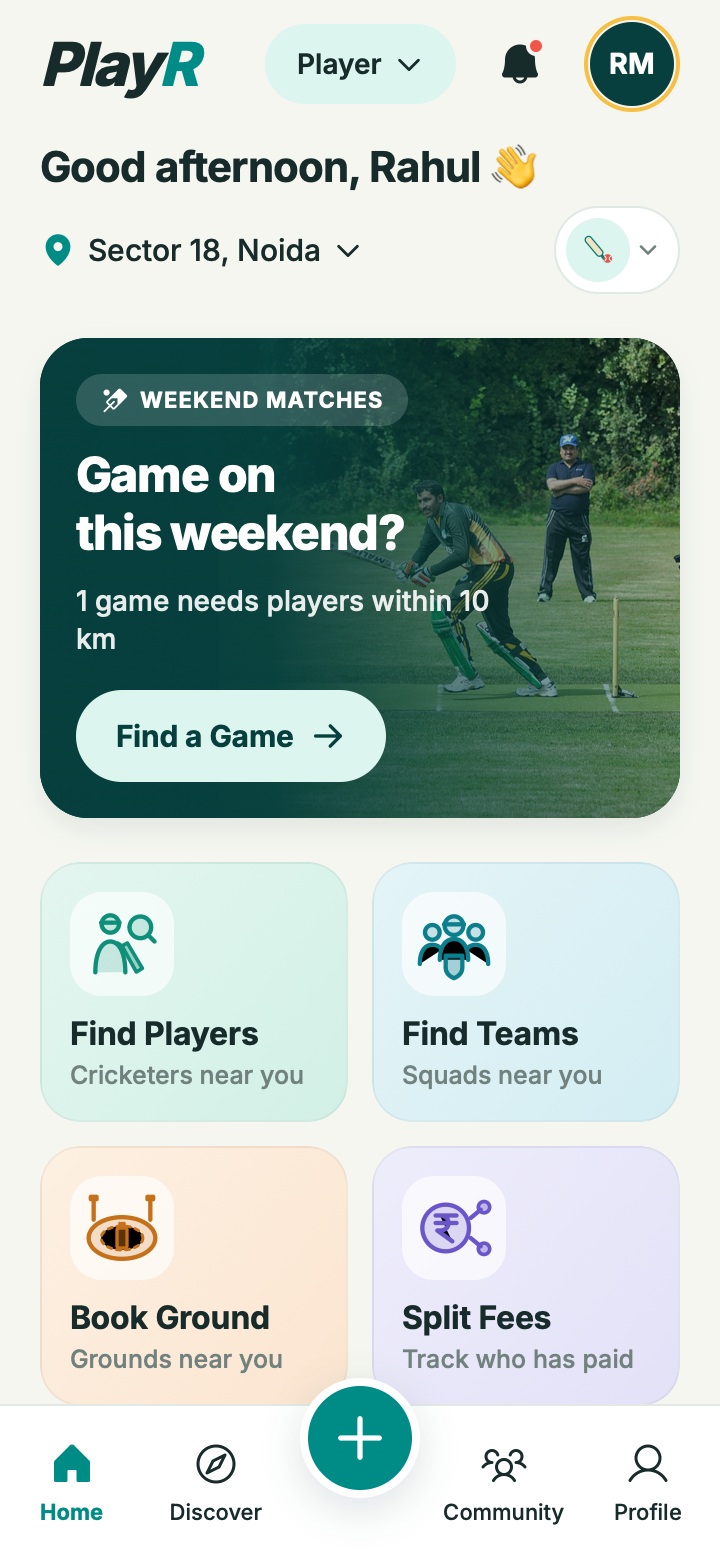 PlayR
Player
RM
Good afternoon, Rahul 👋
Sector 18, Noida
WEEKEND MATCHES
Game on
this weekend?
1 game needs players within 10
km
Find a Game →
Find Players
Cricketers near you
Find Teams
Squads near you
Book Ground
Grounds near you
₹
Split Fees
Track who has paid
Home
Discover
Community
Profile